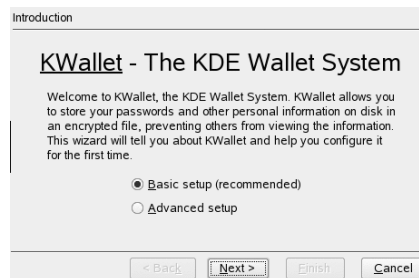 Introduction
KWallet - The KDE Wallet System
Welcome to KWallet, the KDE Wallet System. KWallet allows you
to store your passwords and other personal information on disk in
an encrypted file, preventing others from viewing the information.
This wizard will tell you about KWallet and help you configure it
for the first time.
Basic setup (recommended)
Advanced setup
< Back Next > Finish Cancel